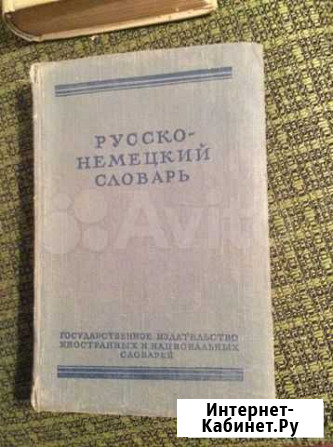 РУССКО-
НЕМЕЦКИЙ
СЛОВАРЬ
Avito
ГОСУДАРСТВЕННОЕ ИЗДАТЕЛЬСТВО
ИНОСТРАННЫХ И НАЦИОНАЛЬНЫХ
СЛОВАРЕЙ
Интернет-
Кабинет.Ру